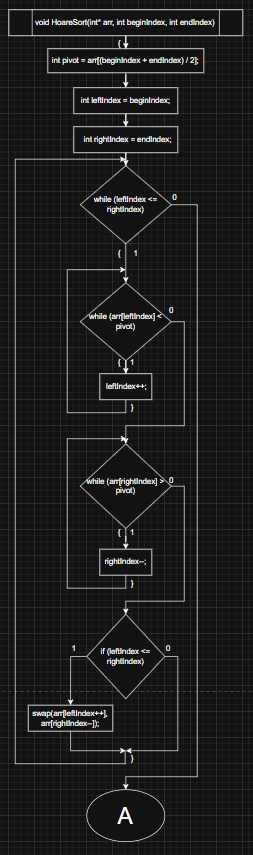 void HoareSort(int* arr, int beginIndex, int endIndex)
{
int pivot = arr[(beginIndex + endIndex) / 2];
int leftIndex = beginIndex;
int rightIndex = endIndex;
while (leftIndex <=
rightIndex)
0
{ 1
while (arr[leftIndex] <
pivot)
0
{ 1
leftIndex++;
}
while (arr[rightIndex] >
pivot)
0
{ 1
rightIndex--;
}
if (leftIndex <=
rightIndex)
1 0
swap(arr[leftIndex++],
arr[rightIndex--]);
}
A